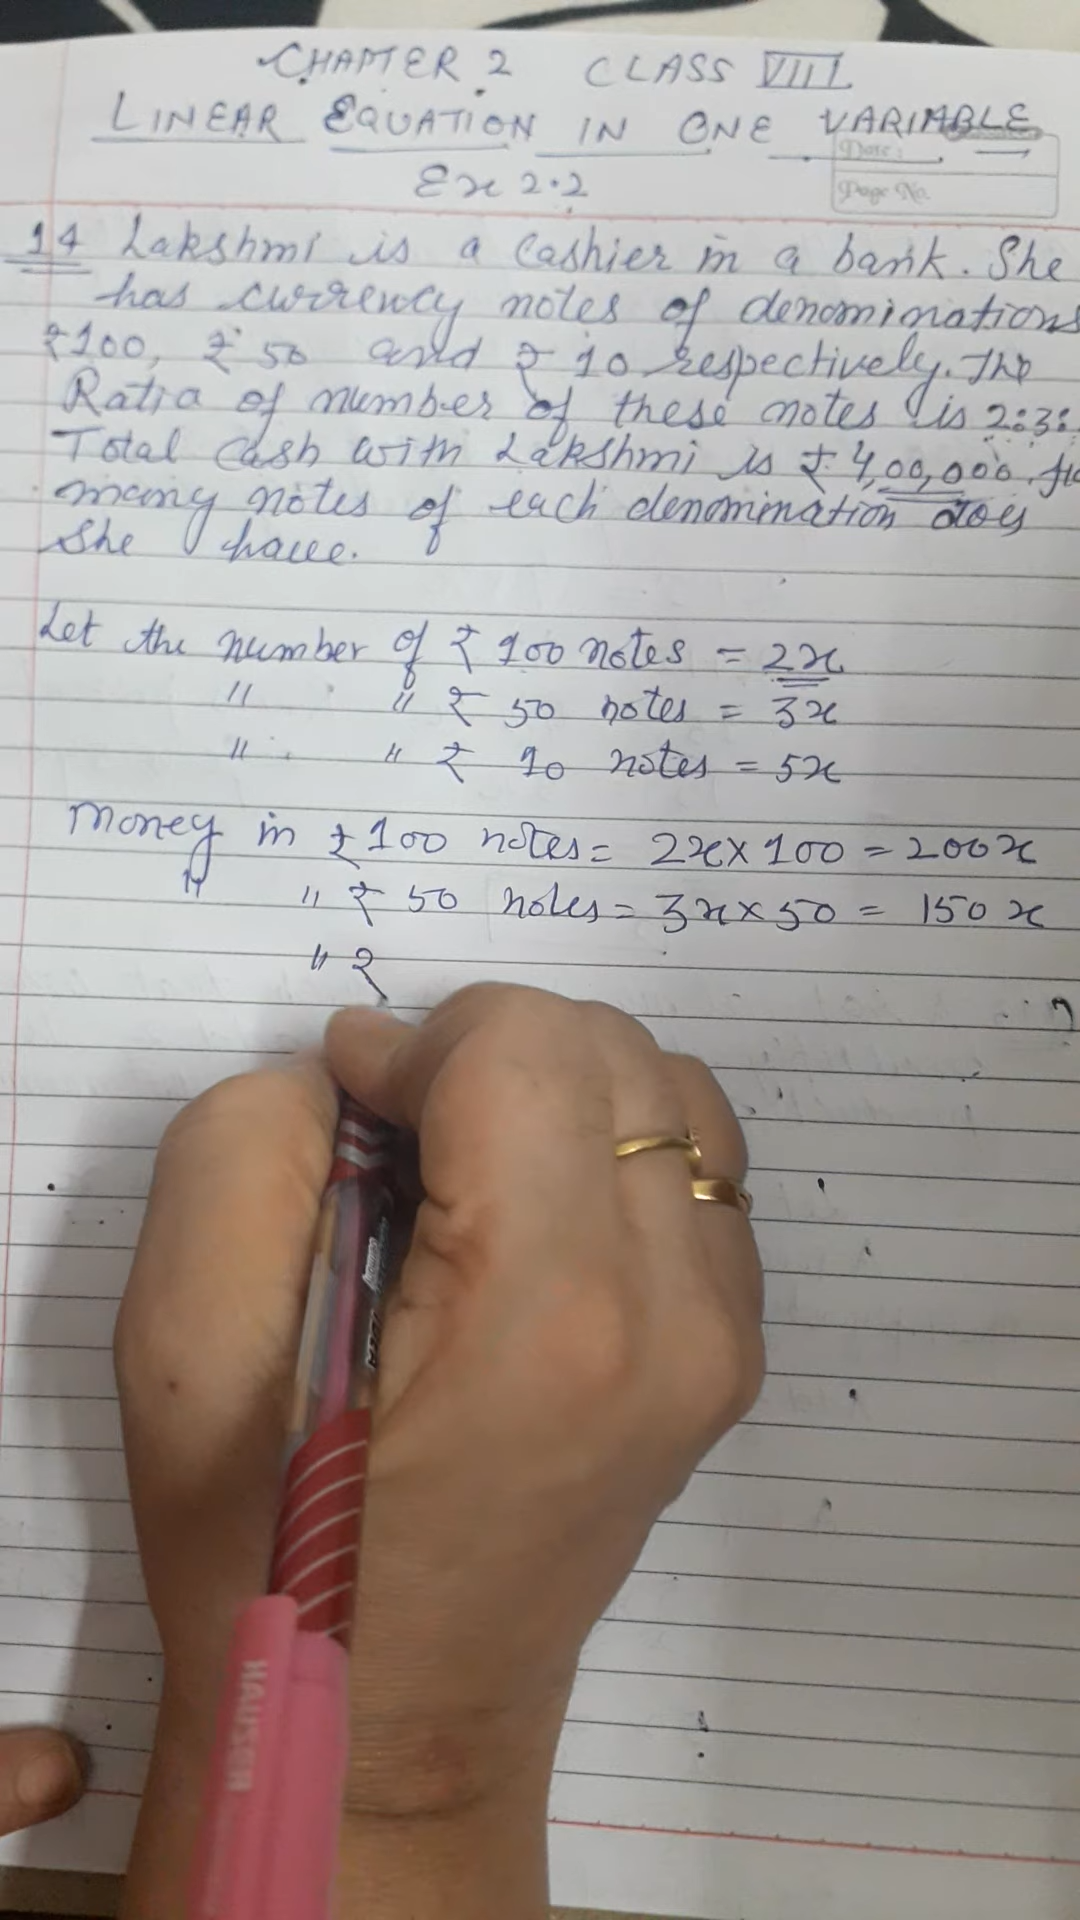 CHAPTER 2 CLASS VIII
LINEAR EQUATION IN ONE VARIABLE
Date:
Page No.
Ex 2.2
14 Lakshmi is a cashier in a bank. She
has currency notes of denominations
₹100, ₹50 and ₹10 respectively. The
Ratio of number of these notes is 2:3:
Total cash with Lakshmi is ₹4,00,000.
many notes of each denomination does
She have.
Let the number of ₹100 notes = 2x
" " ₹50 notes = 3x
" " ₹10 notes = 5x
Money in ₹100 notes = 2x×100 = 200x
" " ₹50 notes = 3x×50 = 150x
" ₹
HAUSER